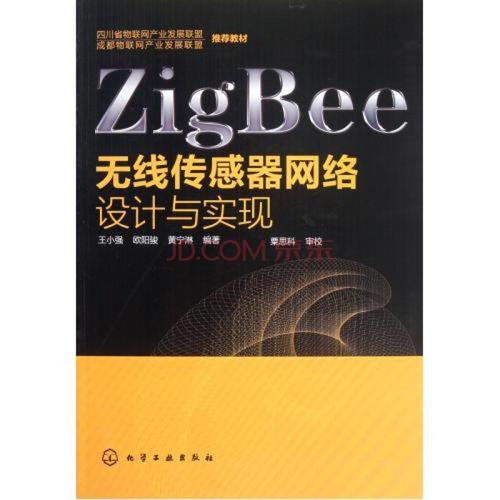 四川省物联网产业发展联盟
成都物联网产业发展联盟
推荐教材
ZigBee
无线传感器网络
设计与实现
王小强 欧阳骏 黄宁淋 编著 粟思科 审校
JD.COM 京东
化学工业出版社